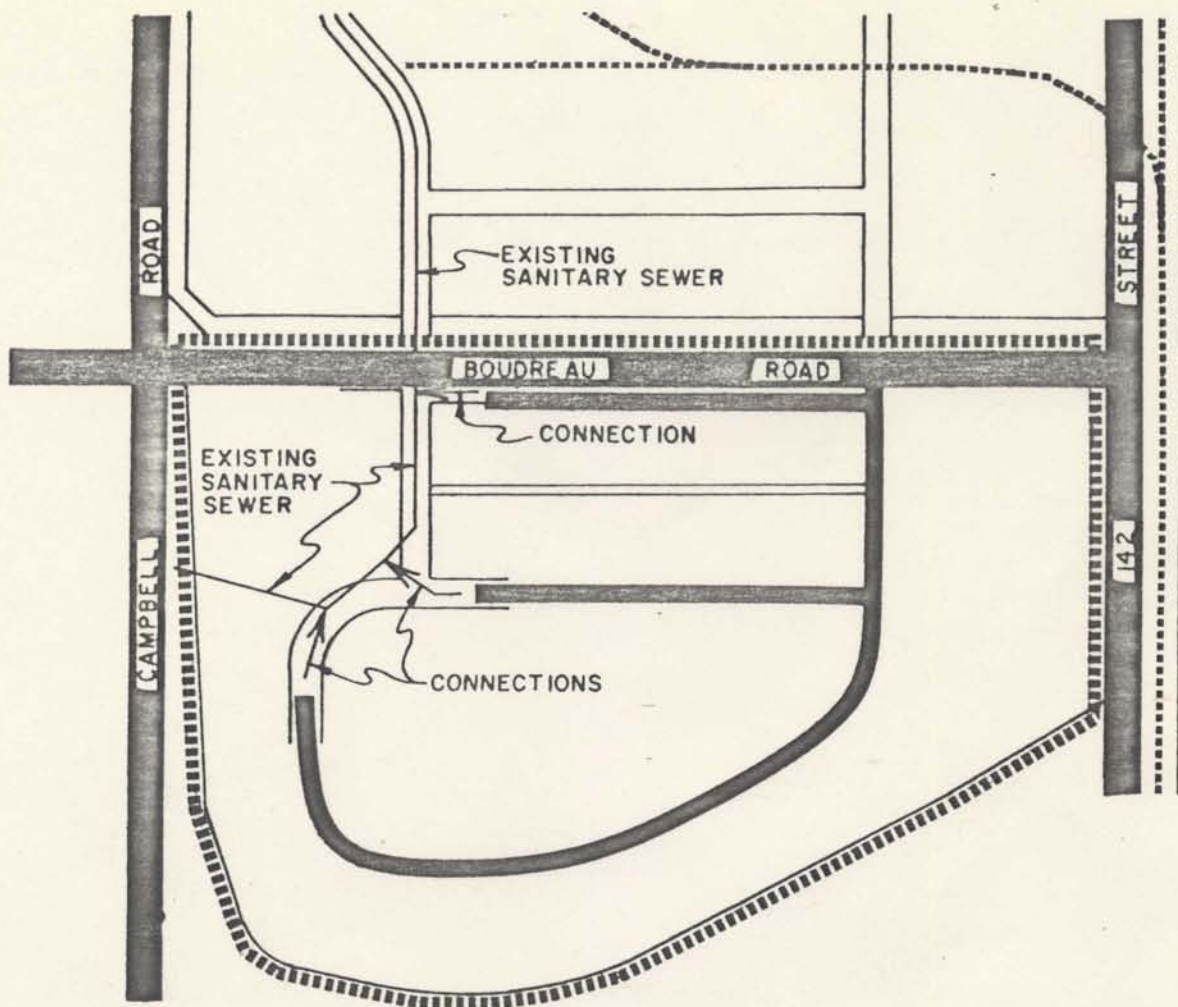 ROAD
STREET
EXISTING
SANITARY SEWER
BOUDREAU ROAD
CONNECTION
EXISTING
SANITARY
SEWER
CAMPBELL
142
CONNECTIONS